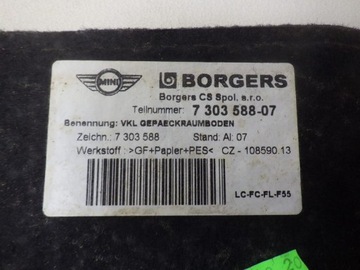 MINI BORGERS
Borgers CS Spol. s.r.o.
Teilnummer: 7 303 588-07
Benennung: VKL GEPAECKRAUMBODEN
Zeichn.: 7 303 588 Stand: AI: 07
Werkstoff : >GF+Papier+PES< CZ - 108590.13
LC-FC-FL-F55